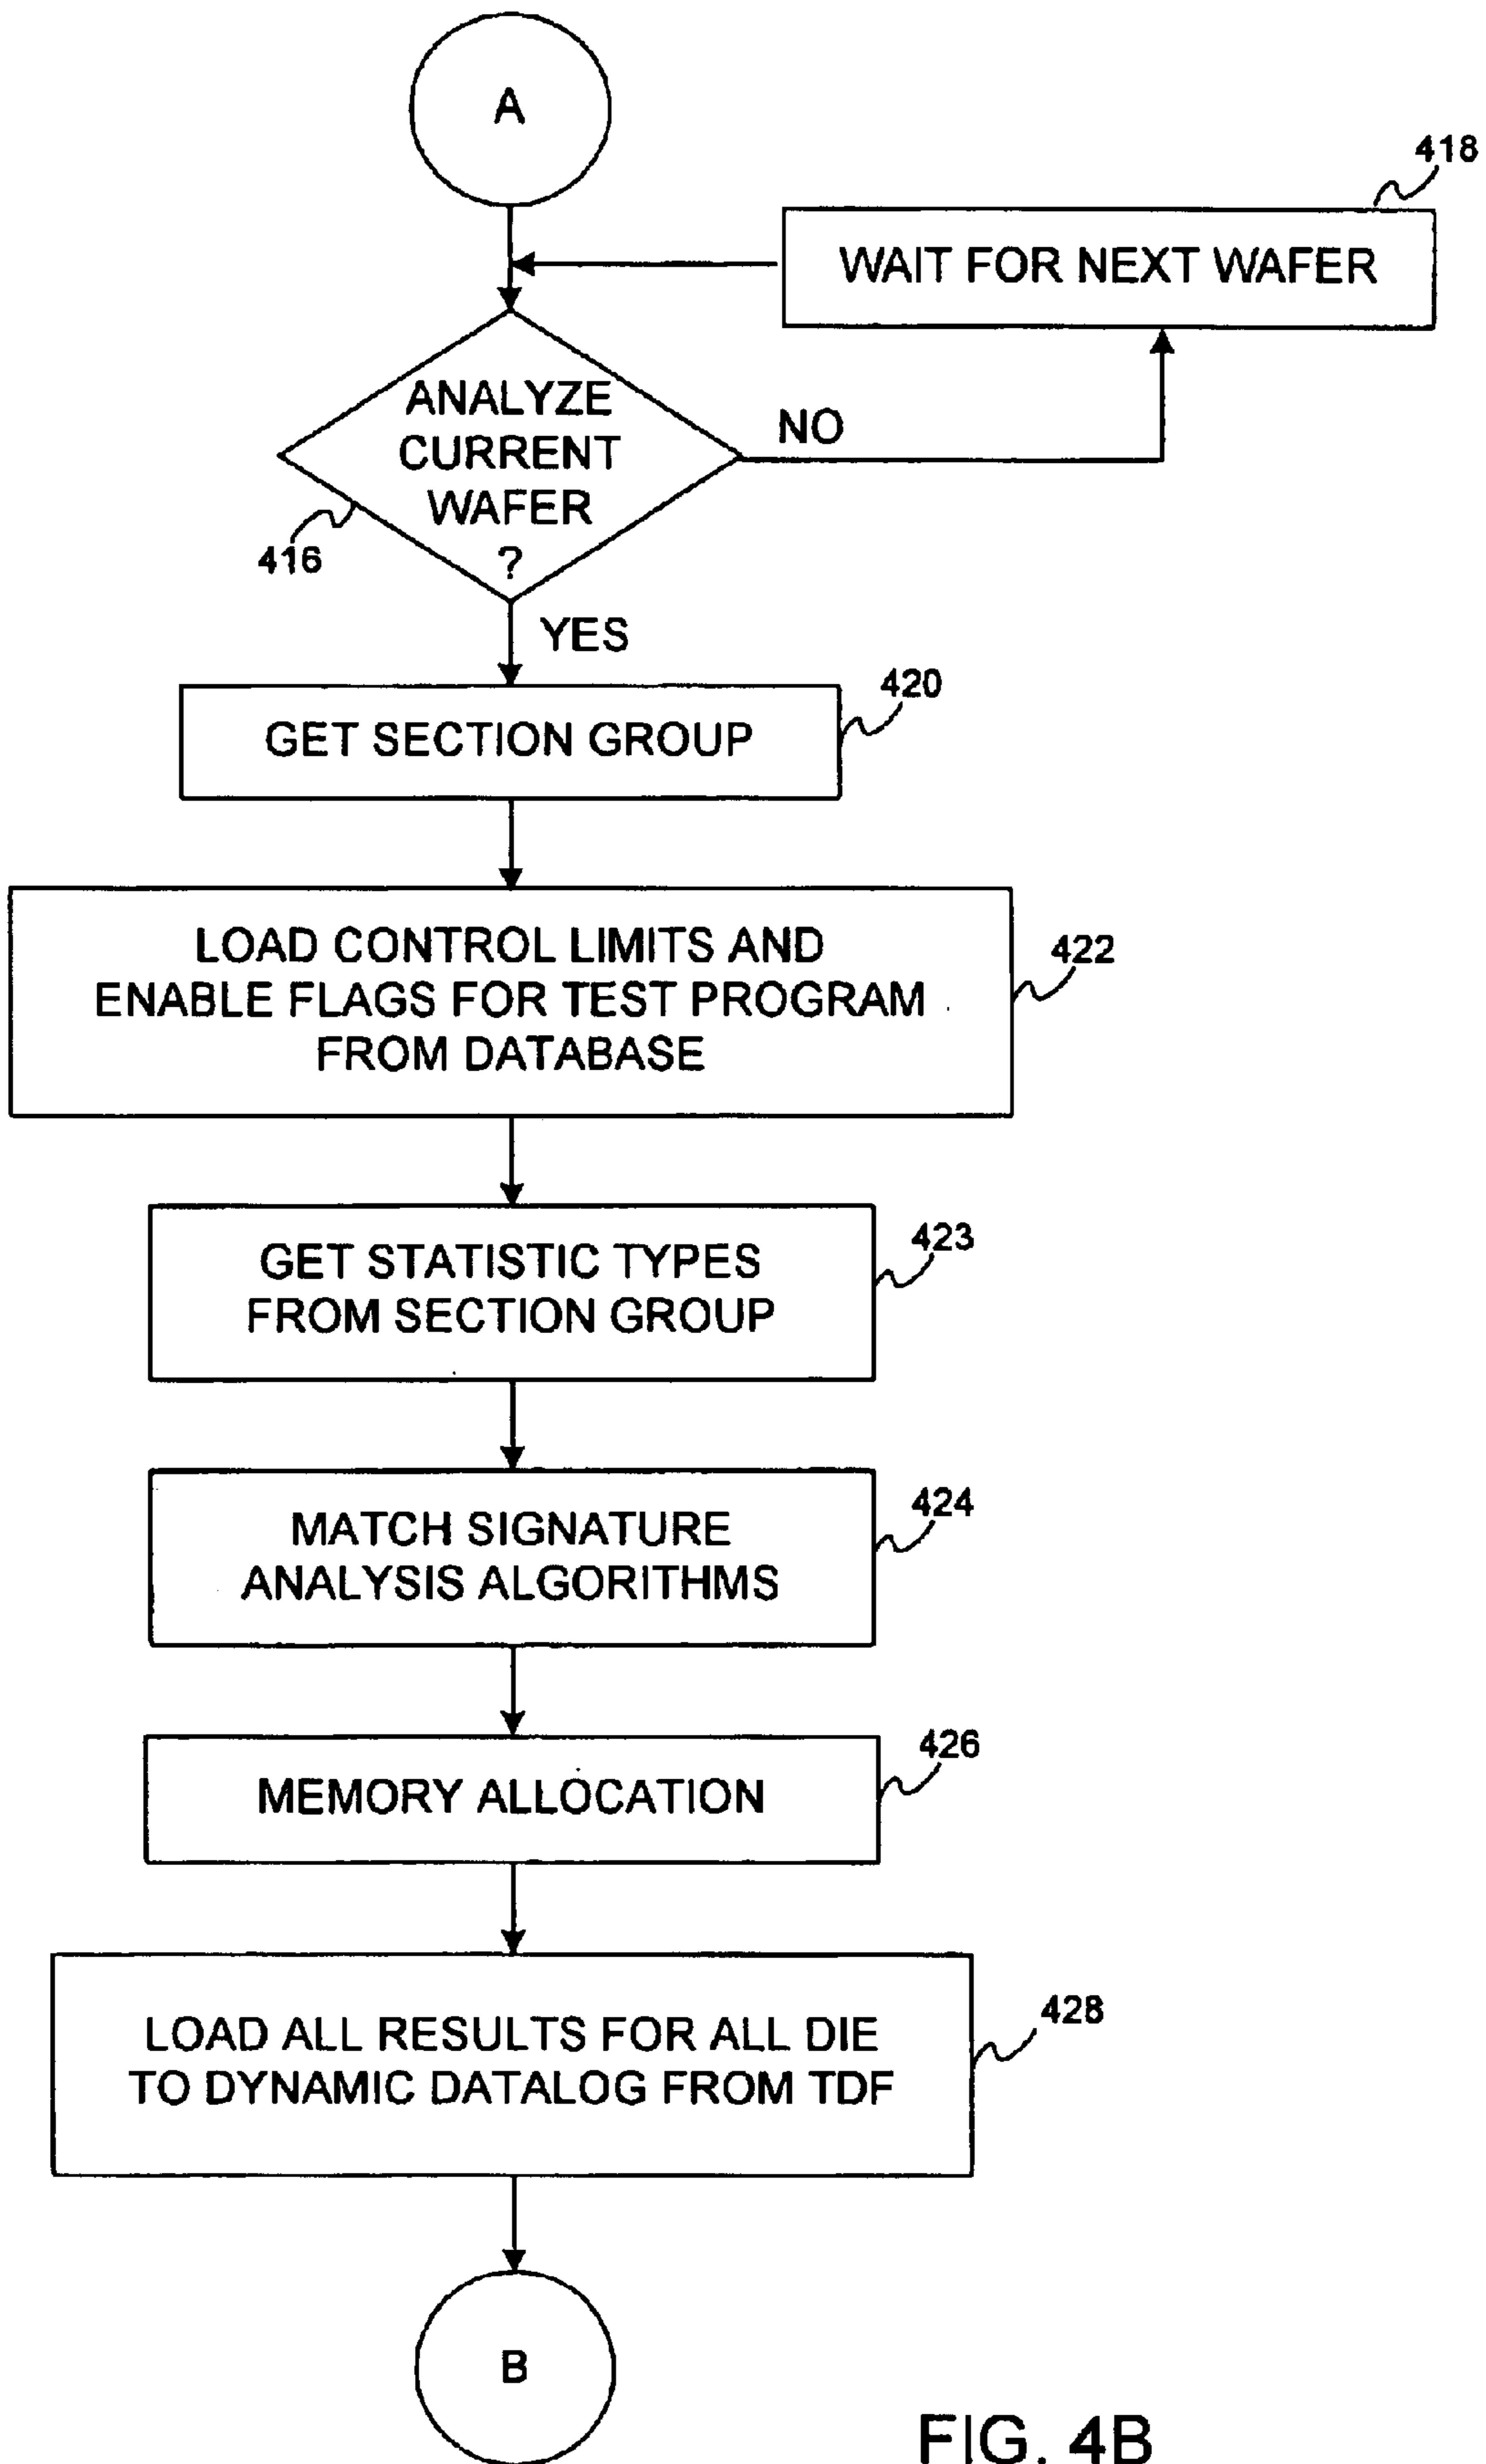 A
418
WAIT FOR NEXT WAFER
ANALYZE
CURRENT
WAFER
?
NO
416
YES
420
GET SECTION GROUP
422
LOAD CONTROL LIMITS AND
ENABLE FLAGS FOR TEST PROGRAM
FROM DATABASE
423
GET STATISTIC TYPES
FROM SECTION GROUP
424
MATCH SIGNATURE
ANALYSIS ALGORITHMS
426
MEMORY ALLOCATION
428
LOAD ALL RESULTS FOR ALL DIE
TO DYNAMIC DATALOG FROM TDF
B
FIG. 4B